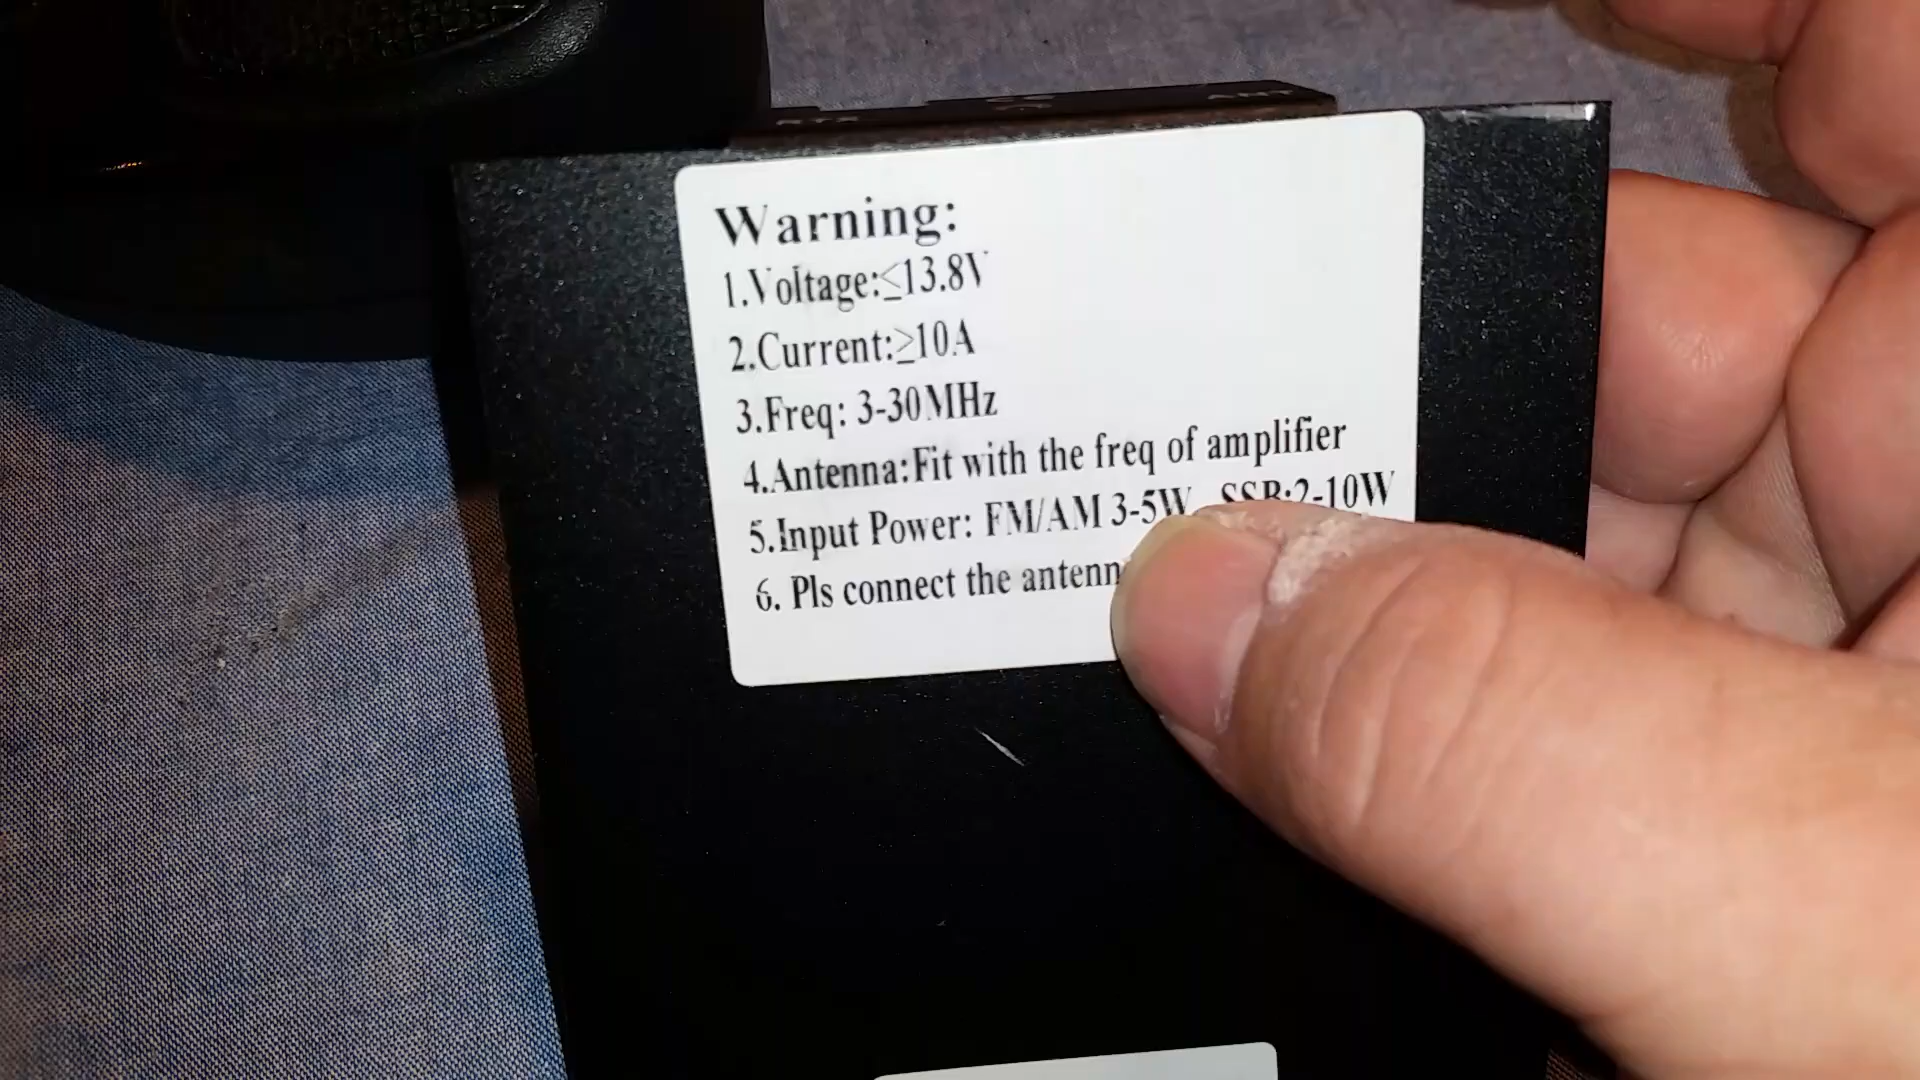 ANT
Warning:
1.Voltage:≤13.8V
2.Current:≥10A
3.Freq: 3-30MHz
4.Antenna:Fit with the freq of amplifier
5.Input Power: FM/AM 3-5W SSB:2-10W
6. Pls connect the